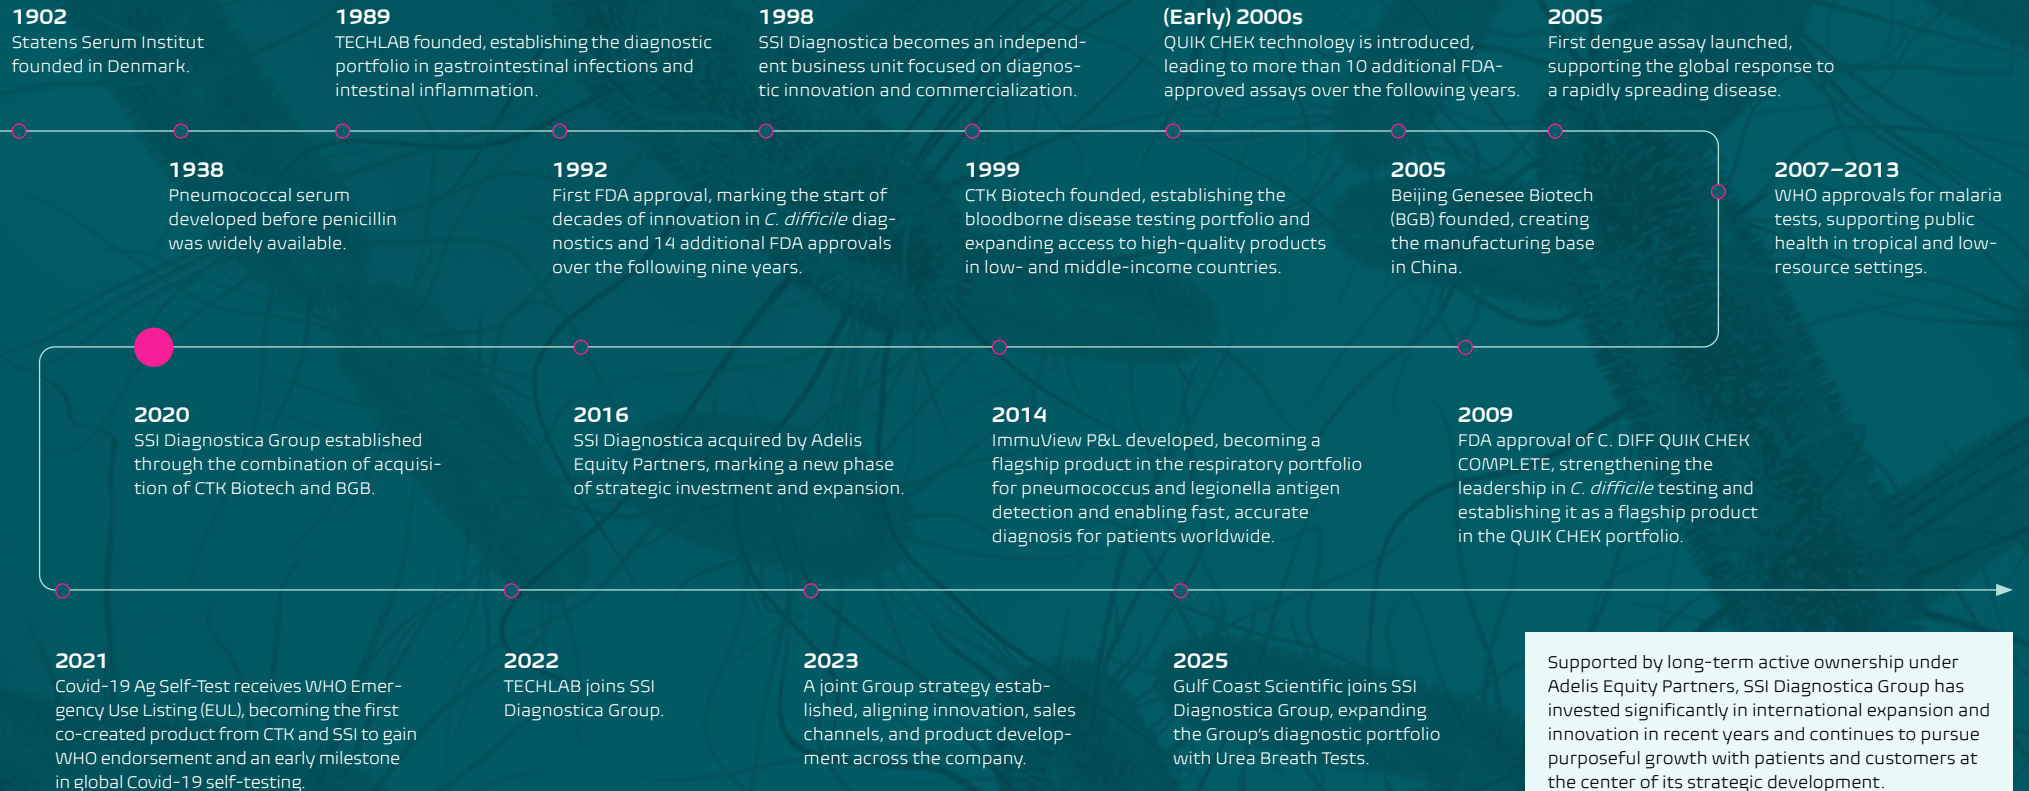 1902
Statens Serum Institut
founded in Denmark.
1938
Pneumococcal serum
developed before penicillin
was widely available.
1989
TECHLAB founded, establishing the diagnostic
portfolio in gastrointestinal infections and
intestinal inflammation.
1992
First FDA approval, marking the start of
decades of innovation in C. difficile diag-
nostics and 14 additional FDA approvals
over the following nine years.
1998
SSI Diagnostica becomes an independ-
ent business unit focused on diagnos-
tic innovation and commercialization.
1999
CTK Biotech founded, establishing the
bloodborne disease testing portfolio and
expanding access to high-quality products
in low- and middle-income countries.
(Early) 2000s
QUIK CHEK technology is introduced,
leading to more than 10 additional FDA-
approved assays over the following years.
2005
Beijing Genesee Biotech
(BGB) founded, creating
the manufacturing base
in China.
2005
First dengue assay launched,
supporting the global response to
a rapidly spreading disease.
2007–2013
WHO approvals for malaria
tests, supporting public
health in tropical and low-
resource settings.
2009
FDA approval of C. DIFF QUIK CHEK
COMPLETE, strengthening the
leadership in C. difficile testing and
establishing it as a flagship product
in the QUIK CHEK portfolio.
2014
ImmuView P&L developed, becoming a
flagship product in the respiratory portfolio
for pneumococcus and legionella antigen
detection and enabling fast, accurate
diagnosis for patients worldwide.
2016
SSI Diagnostica acquired by Adelis
Equity Partners, marking a new phase
of strategic investment and expansion.
2020
SSI Diagnostica Group established
through the combination of acquisi-
tion of CTK Biotech and BGB.
2021
Covid-19 Ag Self-Test receives WHO Emer-
gency Use Listing (EUL), becoming the first
co-created product from CTK and SSI to gain
WHO endorsement and an early milestone
in global Covid-19 self-testing.
2022
TECHLAB joins SSI
Diagnostica Group.
2023
A joint Group strategy estab-
lished, aligning innovation, sales
channels, and product develop-
ment across the company.
2025
Gulf Coast Scientific joins SSI
Diagnostica Group, expanding
the Group's diagnostic portfolio
with Urea Breath Tests.
Supported by long-term active ownership under
Adelis Equity Partners, SSI Diagnostica Group has
invested significantly in international expansion and
innovation in recent years and continues to pursue
purposeful growth with patients and customers at
the center of its strategic development.